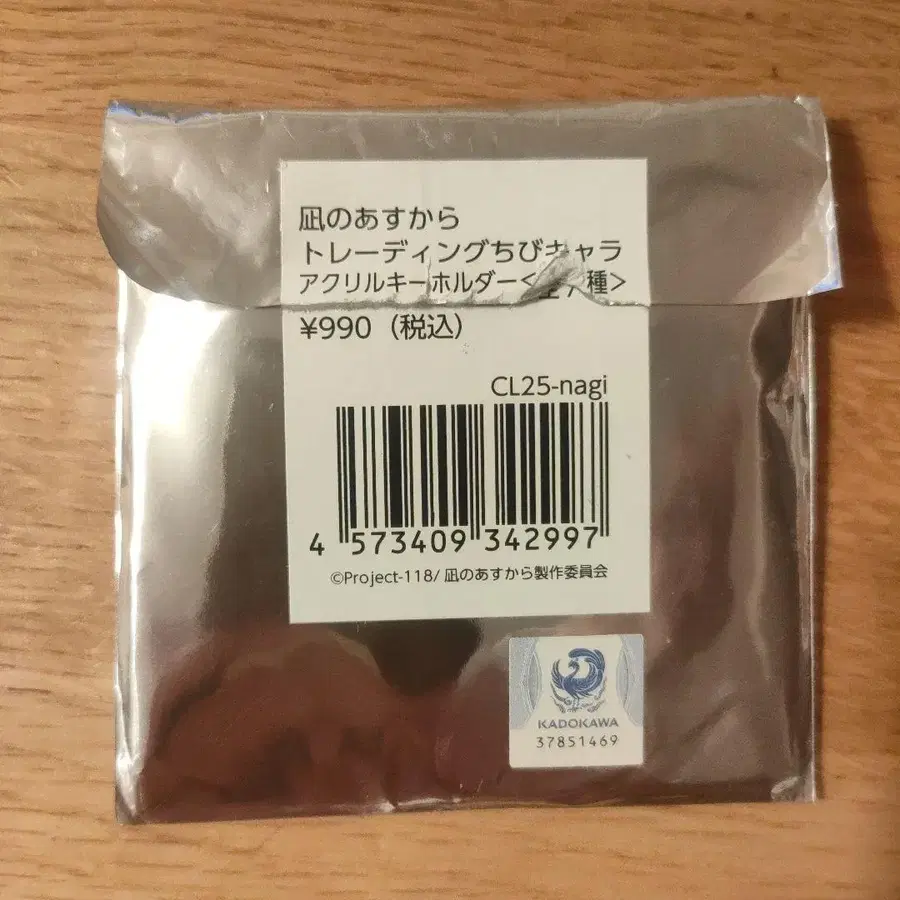 凪のあすから
トレーディングちびキャラ
アクリルキーホルダー< 種>
¥990（税込）
CL25-nagi
4 573409 342997
©Project-118/ 凪のあすから製作委員会
KADOKAWA
37851469